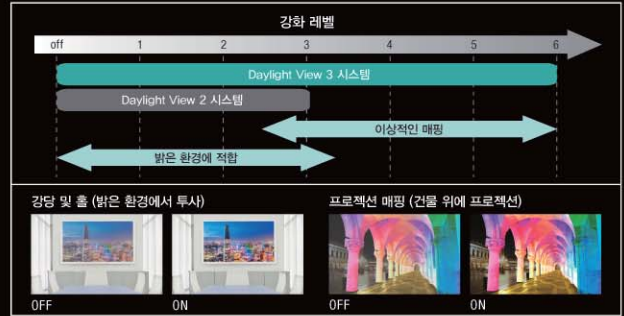 강화 레벨
off 1 2 3 4 5 6
Daylight View 3 시스템
Daylight View 2 시스템
이상적인 매핑
밝은 환경에 적합
강당 및 홀 (밝은 환경에서 투사) 프로젝션 매핑 (건물 위에 프로젝션)
OFF ON OFF ON